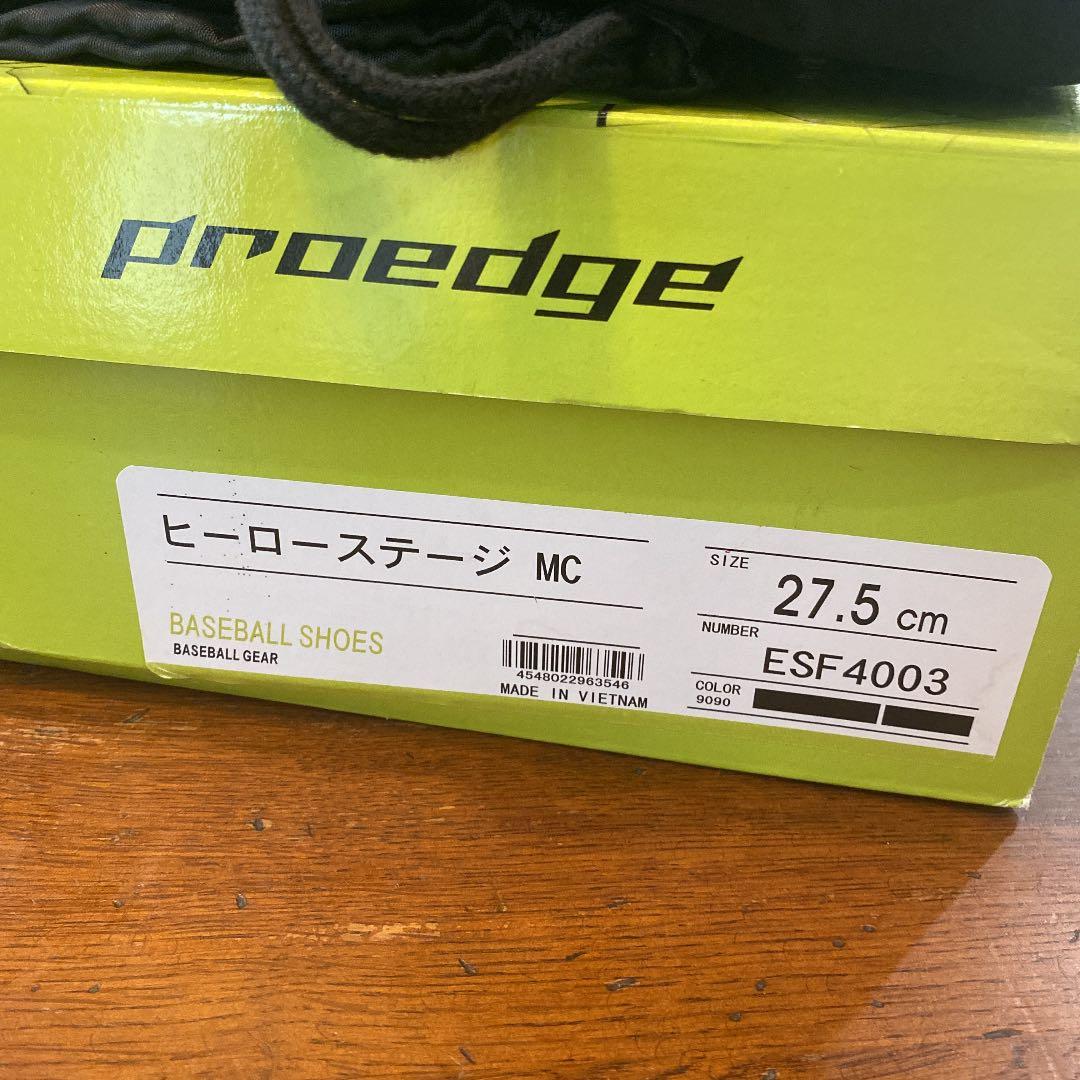 proedge
ヒーローステージ MC
BASEBALL SHOES
BASEBALL GEAR
4548022963546
MADE IN VIETNAM
SIZE
27.5 cm
NUMBER
ESF4003
COLOR
9090